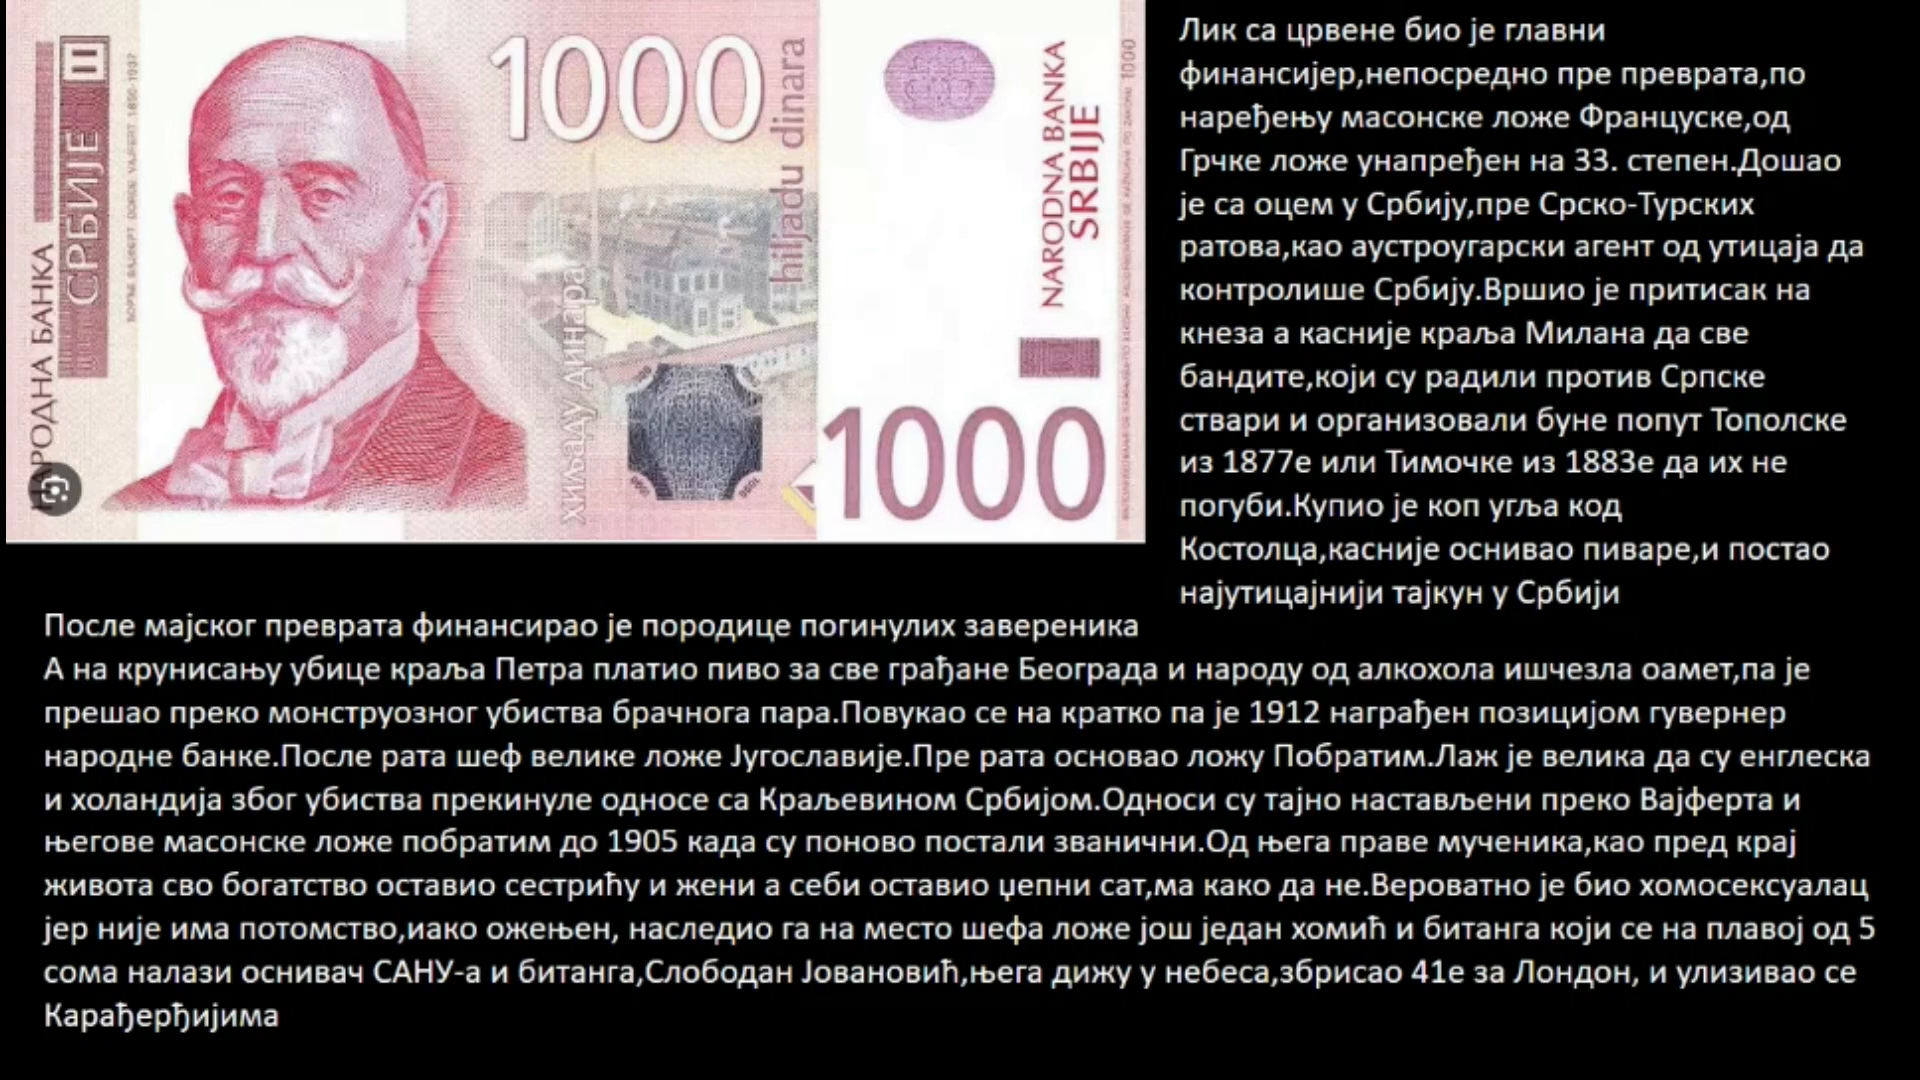 НАРОДНА БАНКА
СРБИЈЕ
1000
hiljadu dinara
хиљаду динара
NARODNA BANKA
SRBIJE
1000
1000
Лик са црвене био је главни
финансијер,непосредно пре преврата,по
наређењу масонске ложе Француске,од
Грчке ложе унапређен на 33. степен.Дошао
је са оцем у Србију,пре Срско-Турских
ратова,као аустроугарски агент од утицаја да
контролише Србију.Вршио је притисак на
кнеза а касније краља Милана да све
бандите,који су радили против Српске
ствари и организовали буне попут Тополске
из 1877е или Тимочке из 1883е да их не
погуби.Купио је коп угља код
Костолца,касније оснивао пиваре,и постао
најутицајнији тајкун у Србији
После мајског преврата финансирао је породице погинулих завереника
А на крунисању убице краља Петра платио пиво за све грађане Београда и народу од алкохола ишчезла оамет,па је
прешао преко монструозног убиства брачнога пара.Повукао се на кратко па је 1912 награђен позицијом гувернер
народне банке.После рата шеф велике ложе Југославије.Пре рата основао ложу Побратим.Лаж је велика да су енглеска
и холандија због убиства прекинуле односе са Краљевином Србијом.Односи су тајно настављени преко Вајферта и
његове масонске ложе побратим до 1905 када су поново постали званични.Од њега праве мученика,као пред крај
живота сво богатство оставио сестрићу и жени а себи оставио џепни сат,ма како да не.Вероватно је био хомосексуалац
јер није има потомство,иако ожењен, наследио га на место шефа ложе још један хомић и битанга који се на плавој од 5
сома налази оснивач САНУ-а и битанга,Слободан Јовановић,њега дижу у небеса,збрисао 41е за Лондон, и улизивао се
Карађерђијима